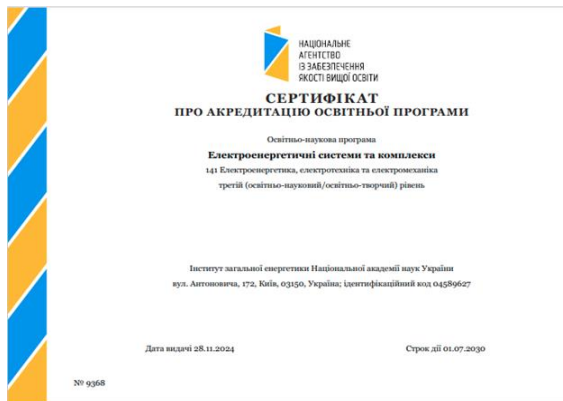 НАЦІОНАЛЬНЕ
АГЕНТСТВО
ІЗ ЗАБЕЗПЕЧЕННЯ
ЯКОСТІ ВИЩОЇ ОСВІТИ
СЕРТИФІКАТ
ПРО АКРЕДИТАЦІЮ ОСВІТНЬОЇ ПРОГРАМИ
Освітньо-наукова програма
Електроенергетичні системи та комплекси
141 Електроенергетика, електротехніка та електромеханіка
третій (освітньо-науковий/освітньо-творчий) рівень
Інститут загальної енергетики Національної академії наук України
вул. Антоновича, 172, Київ, 03150, Україна; ідентифікаційний код 04589627
Дата видачі 28.11.2024 Строк дії 01.07.2030
№ 9368